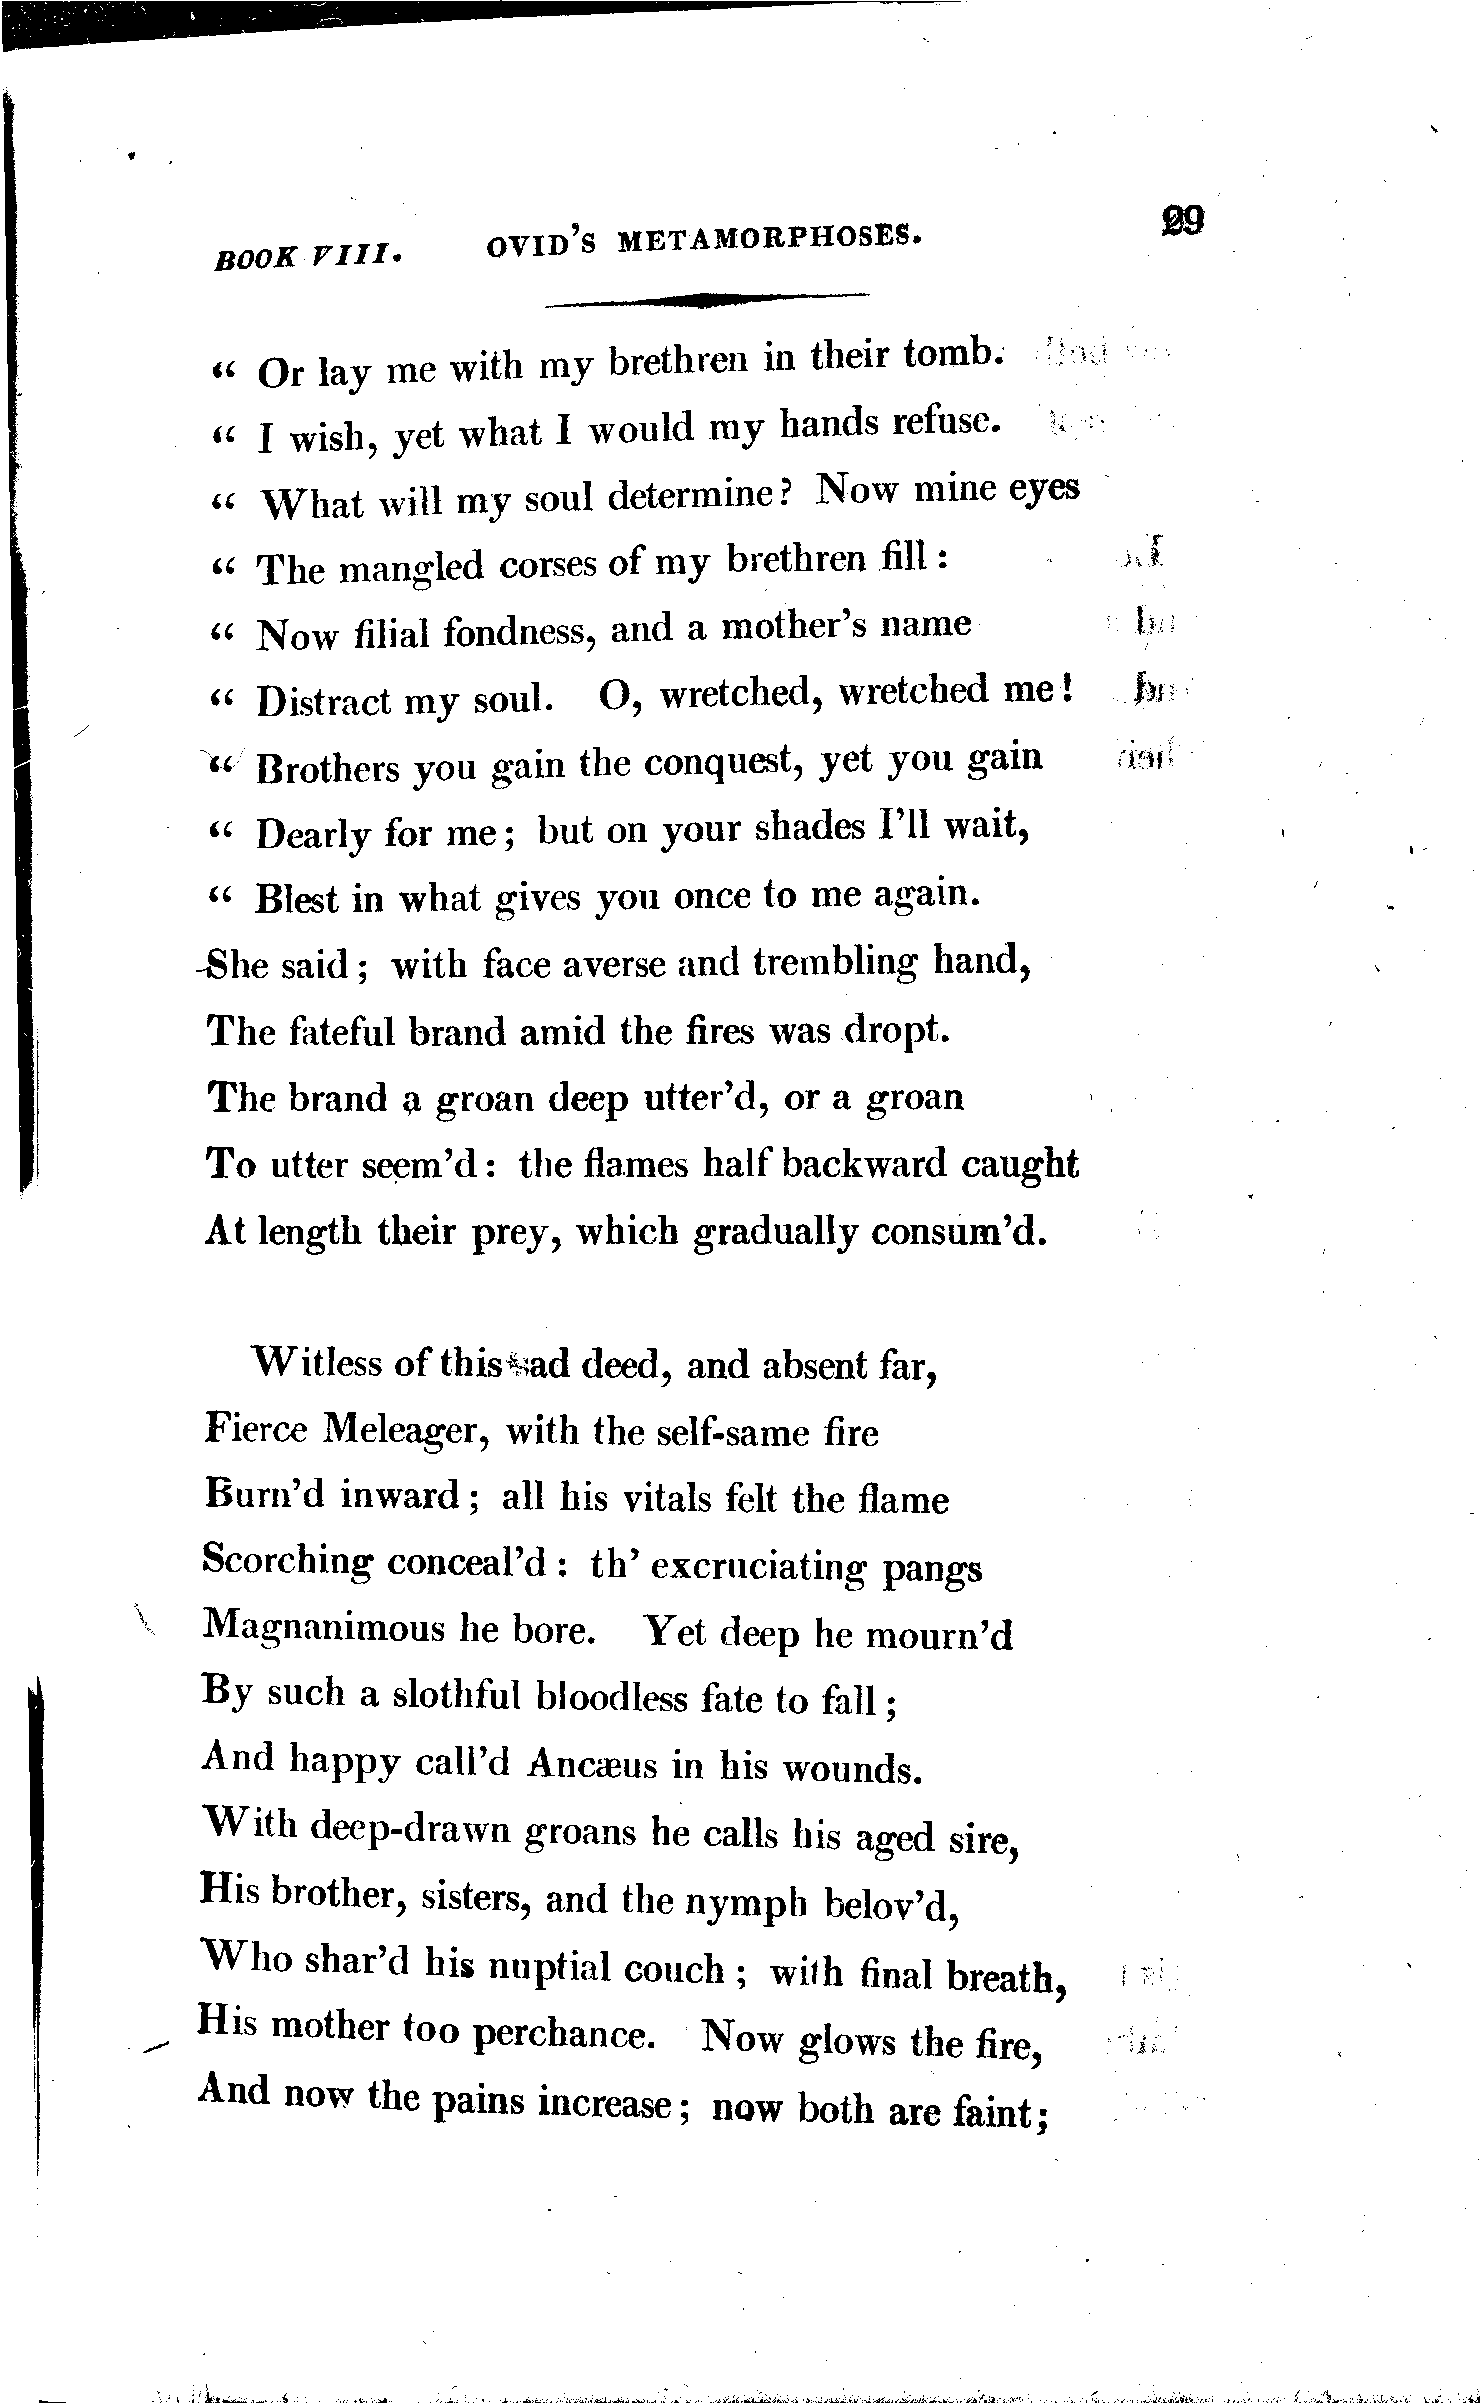 BOOK VIII. OVID'S METAMORPHOSES. 29
“ Or lay me with my brethren in their tomb.
“ I wish, yet what I would my hands refuse.
“ What will my soul determine? Now mine eyes
“ The mangled corses of my brethren fill :
“ Now filial fondness, and a mother's name
“ Distract my soul. O, wretched, wretched me!
“ Brothers you gain the conquest, yet you gain
“ Dearly for me; but on your shades I'll wait,
“ Blest in what gives you once to me again.
She said; with face averse and trembling hand,
The fateful brand amid the fires was dropt.
The brand a groan deep utter'd, or a groan
To utter seem'd: the flames half backward caught
At length their prey, which gradually consum'd.
Witless of this sad deed, and absent far,
Fierce Meleager, with the self-same fire
Burn'd inward; all his vitals felt the flame
Scorching conceal'd: th' excruciating pangs
Magnanimous he bore. Yet deep he mourn'd
By such a slothful bloodless fate to fall;
And happy call'd Ancæus in his wounds.
With deep-drawn groans he calls his aged sire,
His brother, sisters, and the nymph belov'd,
Who shar'd his nuptial couch; with final breath,
His mother too perchance. Now glows the fire,
And now the pains increase; now both are faint;